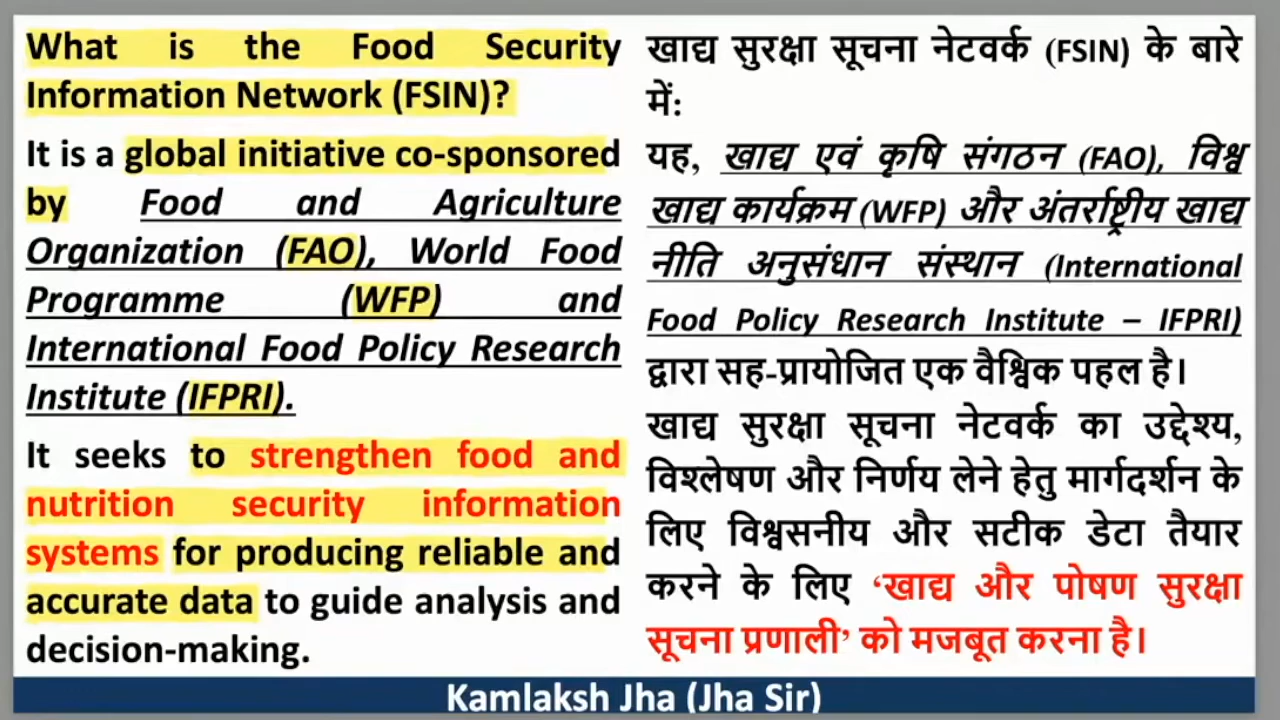 What is the Food Security
Information Network (FSIN)?
It is a global initiative co-sponsored
by Food and Agriculture
Organization (FAO), World Food
Programme (WFP) and
International Food Policy Research
Institute (IFPRI).
It seeks to strengthen food and
nutrition security information
systems for producing reliable and
accurate data to guide analysis and
decision-making.
खाद्य सुरक्षा सूचना नेटवर्क (FSIN) के बारे
में:
यह, खाद्य एवं कृषि संगठन (FAO), विश्व
खाद्य कार्यक्रम (WFP) और अंतर्राष्ट्रीय खाद्य
नीति अनुसंधान संस्थान (International
Food Policy Research Institute – IFPRI)
द्वारा सह-प्रायोजित एक वैश्विक पहल है।
खाद्य सुरक्षा सूचना नेटवर्क का उद्देश्य,
विश्लेषण और निर्णय लेने हेतु मार्गदर्शन के
लिए विश्वसनीय और सटीक डेटा तैयार
करने के लिए ‘खाद्य और पोषण सुरक्षा
सूचना प्रणाली’ को मजबूत करना है।
Kamlaksh Jha (Jha Sir)